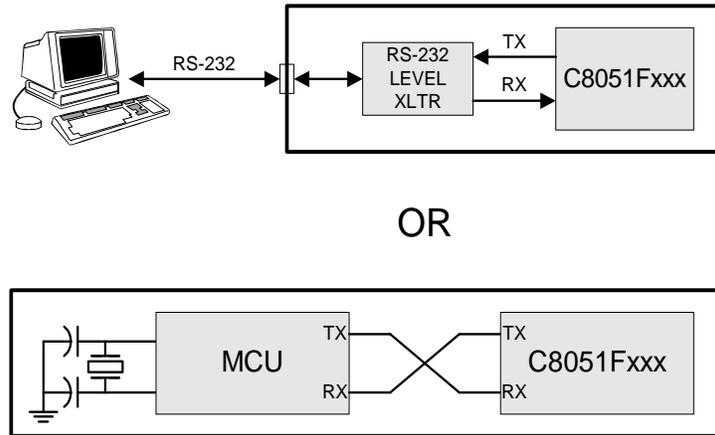 RS-232
RS-232
LEVEL
XLTR
TX
RX
C8051Fxxx
OR
MCU
TX
RX
TX
RX
C8051Fxxx